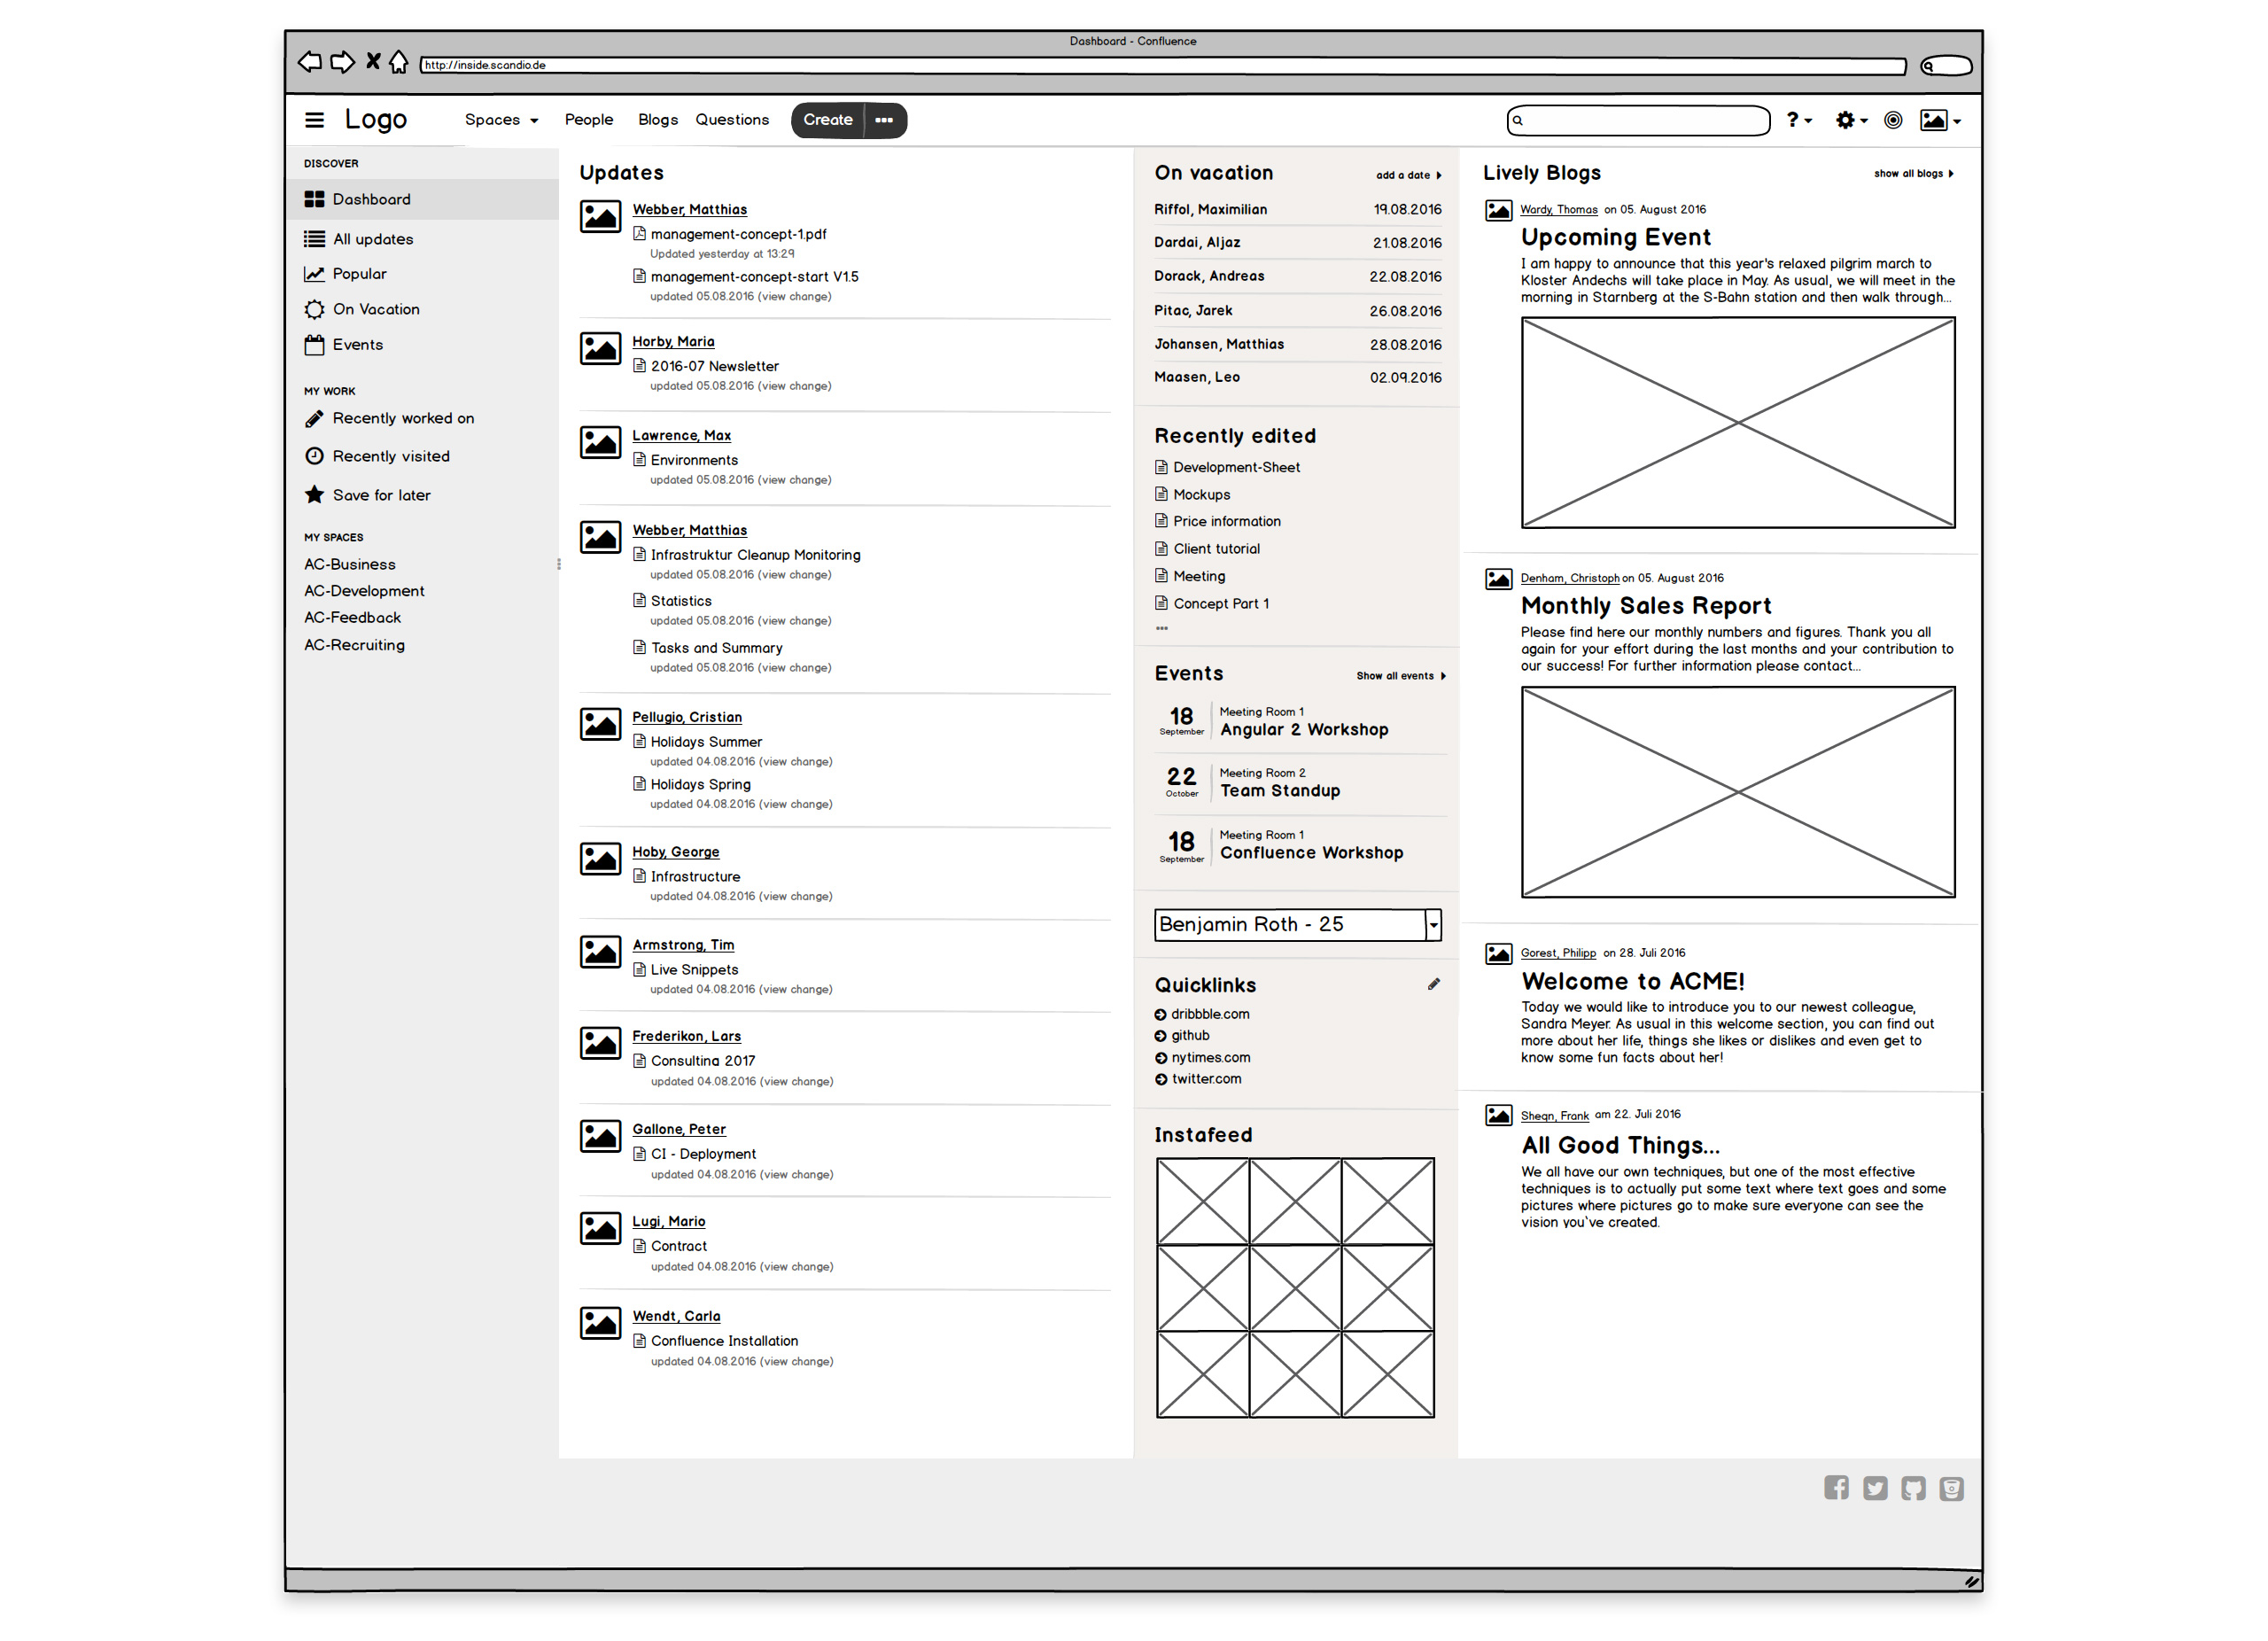 Dashboard - Confluence
http://inside.scandio.de
Logo
Spaces
People
Blogs
Questions
Create
?
DISCOVER
Dashboard
All updates
Popular
On Vacation
Events
MY WORK
Recently worked on
Recently visited
Save for later
MY SPACES
AC-Business
AC-Development
AC-Feedback
AC-Recruiting
Updates
Webber, Matthias
management-concept-1.pdf
Updated yesterday at 13:29
management-concept-start V1.5
updated 05.08.2016 (view change)
Horby, Maria
2016-07 Newsletter
updated 05.08.2016 (view change)
Lawrence, Max
Environments
updated 05.08.2016 (view change)
Webber, Matthias
Infrastruktur Cleanup Monitoring
updated 05.08.2016 (view change)
Statistics
updated 05.08.2016 (view change)
Tasks and Summary
updated 05.08.2016 (view change)
Pellugio, Cristian
Holidays Summer
updated 04.08.2016 (view change)
Holidays Spring
updated 04.08.2016 (view change)
Hoby, George
Infrastructure
updated 04.08.2016 (view change)
Armstrong, Tim
Live Snippets
updated 04.08.2016 (view change)
Frederikon, Lars
Consulting 2017
updated 04.08.2016 (view change)
Gallone, Peter
CI - Deployment
updated 04.08.2016 (view change)
Lugi, Mario
Contract
updated 04.08.2016 (view change)
Wendt, Carla
Confluence Installation
updated 04.08.2016 (view change)
On vacation
add a date
Riffol, Maximilian 19.08.2016
Dardai, Aljaz 21.08.2016
Dorack, Andreas 22.08.2016
Pitac, Jarek 26.08.2016
Johansen, Matthias 28.08.2016
Maasen, Leo 02.09.2016
Recently edited
Development-Sheet
Mockups
Price information
Client tutorial
Meeting
Concept Part 1
Events
Show all events
18
September
Meeting Room 1
Angular 2 Workshop
22
October
Meeting Room 2
Team Standup
18
September
Meeting Room 1
Confluence Workshop
Benjamin Roth - 25
Quicklinks
dribbble.com
github
nytimes.com
twitter.com
Instafeed
Lively Blogs
show all blogs
Wardy, Thomas on 05. August 2016
Upcoming Event
I am happy to announce that this year's relaxed pilgrim march to
Kloster Andechs will take place in May. As usual, we will meet in the
morning in Starnberg at the S-Bahn station and then walk through...
Denham, Christoph on 05. August 2016
Monthly Sales Report
Please find here our monthly numbers and figures. Thank you all
again for your effort during the last months and your contribution to
our success! For further information please contact...
Gorest, Philipp on 28. Juli 2016
Welcome to ACME!
Today we would like to introduce you to our newest colleague,
Sandra Meyer. As usual in this welcome section, you can find out
more about her life, things she likes or dislikes and even get to
know some fun facts about her!
Shegn, Frank am 22. Juli 2016
All Good Things...
We all have our own techniques, but one of the most effective
techniques is to actually put some text where text goes and some
pictures where pictures go to make sure everyone can see the
vision you`ve created.